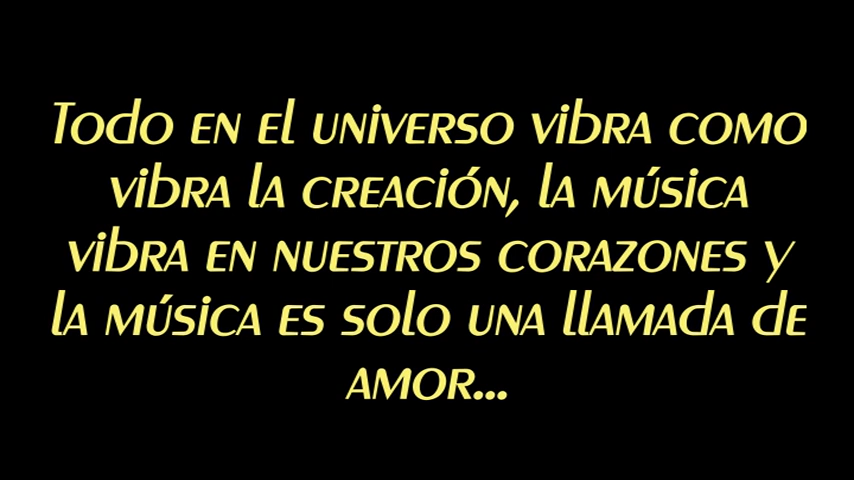 Todo en el universo vibra como
vibra la creación, la música
vibra en nuestros corazones y
la música es solo una llamada de
amor...